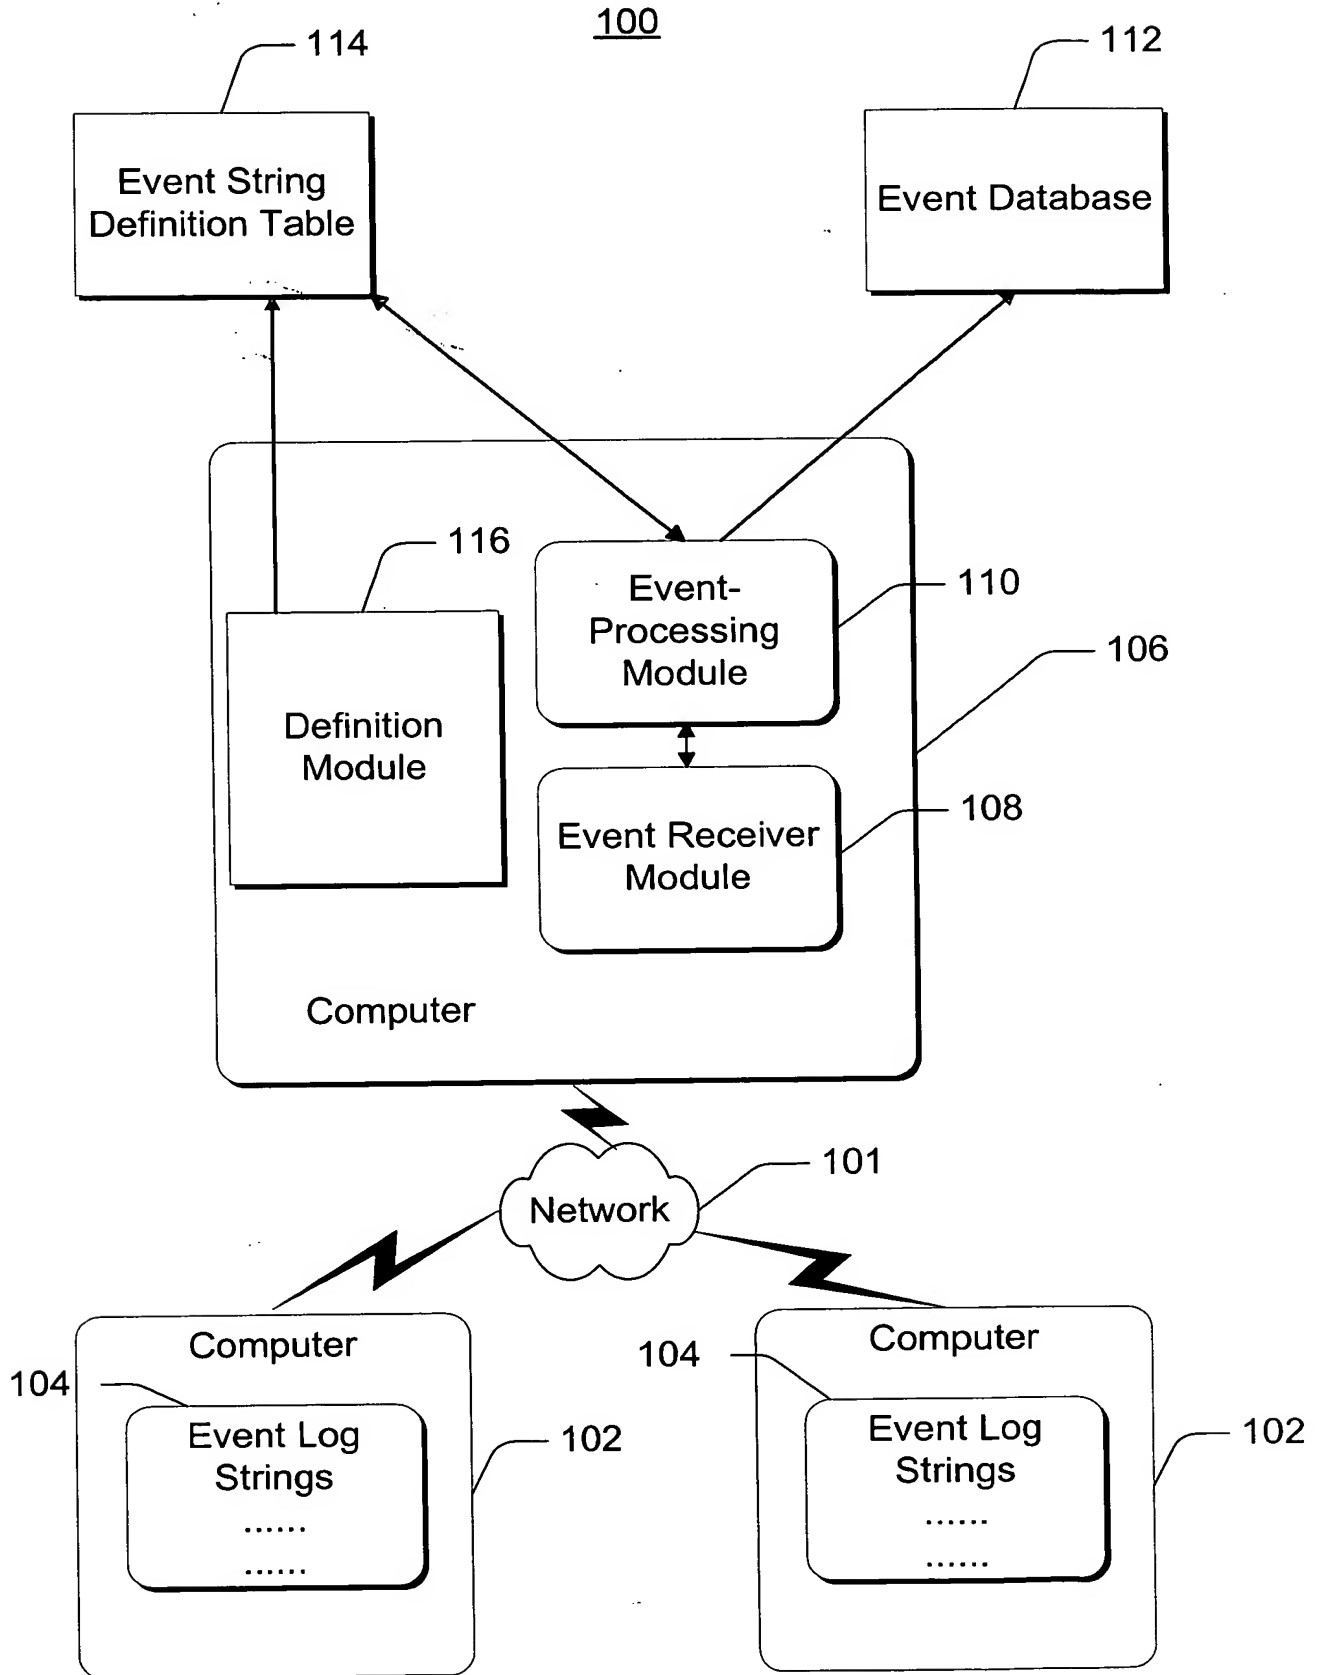 100
114
112
Event String
Definition Table
Event Database
116
Event-
Processing
Module
110
106
Definition
Module
108
Event Receiver
Module
Computer
101
Network
Computer
104
Event Log
Strings
......
......
102
Computer
104
Event Log
Strings
......
......
102